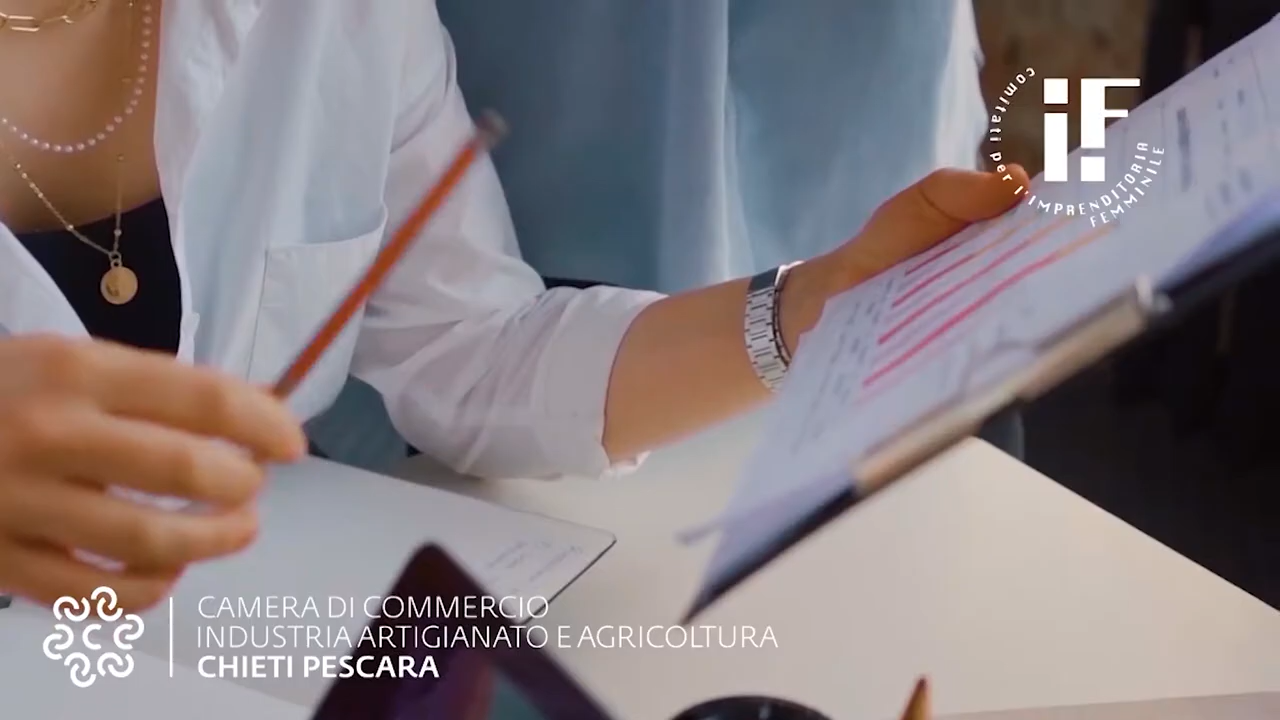 comitati per l'IMPRENDITORIA
FEMMINILE
iF
CAMERA DI COMMERCIO
INDUSTRIA ARTIGIANATO E AGRICOLTURA
CHIETI PESCARA